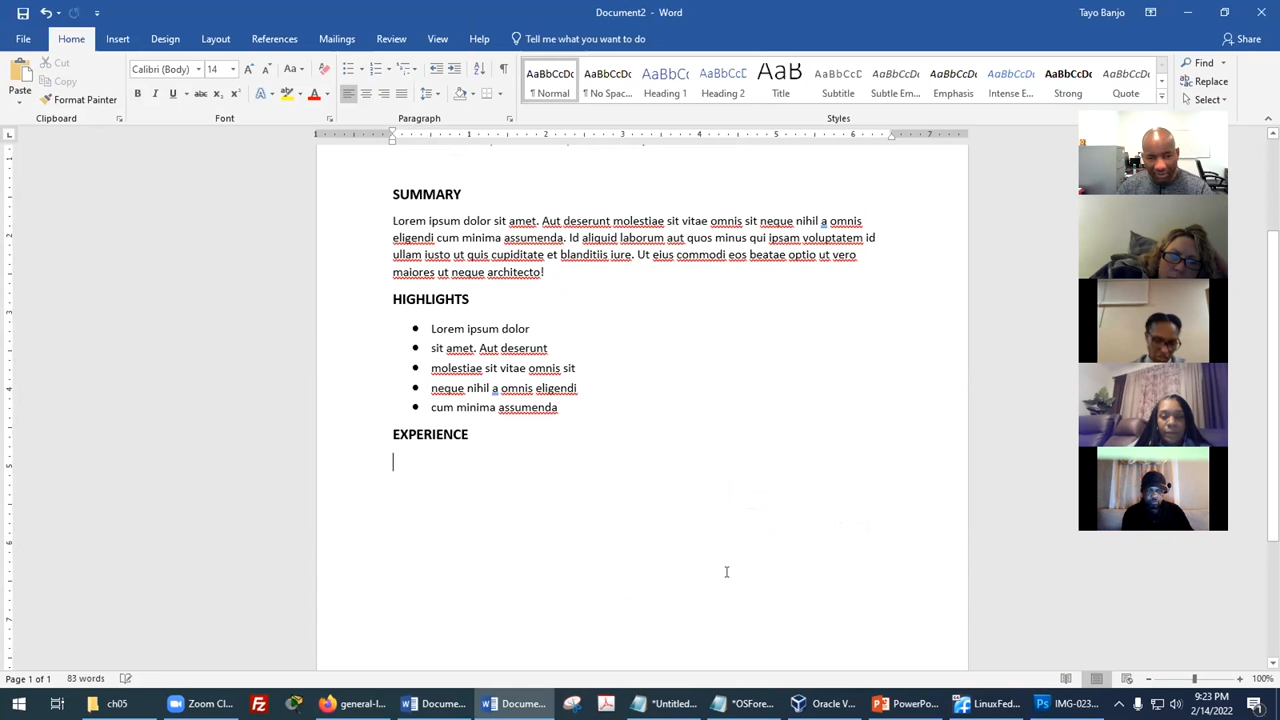 Document2 - Word
Tayo Banjo
File
Home
Insert
Design
Layout
References
Mailings
Review
View
Help
Tell me what you want to do
Share
Paste
Cut
Copy
Format Painter
Clipboard
Calibri (Body)
14
Font
Paragraph
AaBbCcDc
¶ Normal
AaBbCcDc
¶ No Spac...
AaBbCc
Heading 1
AaBbCcD
Heading 2
AaB
Title
AaBbCcD
Subtitle
AaBbCcDc
Subtle Em...
AaBbCcDc
Emphasis
AaBbCcDc
Intense E...
AaBbCcDc
Strong
AaBbCcDc
Quote
Styles
Find
Replace
Select
SUMMARY
Lorem ipsum dolor sit amet. Aut deserunt molestiae sit vitae omnis sit neque nihil a omnis
eligendi cum minima assumenda. Id aliquid laborum aut quos minus qui ipsam voluptatem id
ullam iusto ut quis cupiditate et blanditiis iure. Ut eius commodi eos beatae optio ut vero
maiores ut neque architecto!
HIGHLIGHTS
• Lorem ipsum dolor
• sit amet. Aut deserunt
• molestiae sit vitae omnis sit
• neque nihil a omnis eligendi
• cum minima assumenda
EXPERIENCE
Page 1 of 1
83 words
100%
ch05
Zoom Cl...
general-l...
Docume...
Docume...
*Untitled...
*OSFore...
Oracle V...
PowerPo...
LinuxFed...
IMG-023...
9:23 PM
2/14/2022